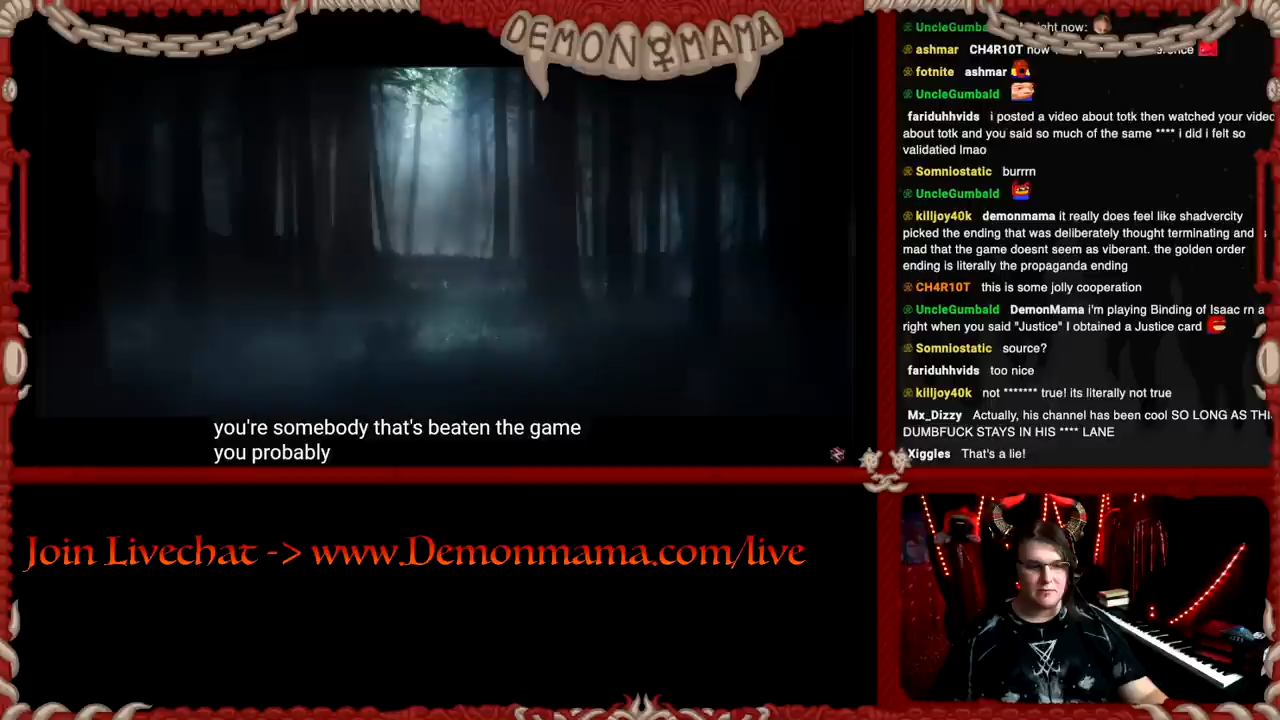 DEMON MAMA
UncleGumba ight now:
ashmar CH4R10T now
fotnite ashmar
UncleGumbald
fariduhhvids i posted a video about totk then watched your video
about totk and you said so much of the same **** i did i felt so
validatied lmao
Somniostatic burrrn
UncleGumbald
killjoy40k demonmama it really does feel like shadvercity
picked the ending that was deliberately thought terminating and
mad that the game doesnt seem as viberant. the golden order
ending is literally the propaganda ending
CH4R10T this is some jolly cooperation
UncleGumbald DemonMama i'm playing Binding of Isaac rn a
right when you said "Justice" I obtained a Justice card
Somniostatic source?
fariduhhvids too nice
killjoy40k not ******* true! its literally not true
Mx_Dizzy Actually, his channel has been cool SO LONG AS THI
DUMBFUCK STAYS IN HIS **** LANE
Xiggles That's a lie!
you're somebody that's beaten the game
you probably
Join Livechat -> www.Demonmama.com/live